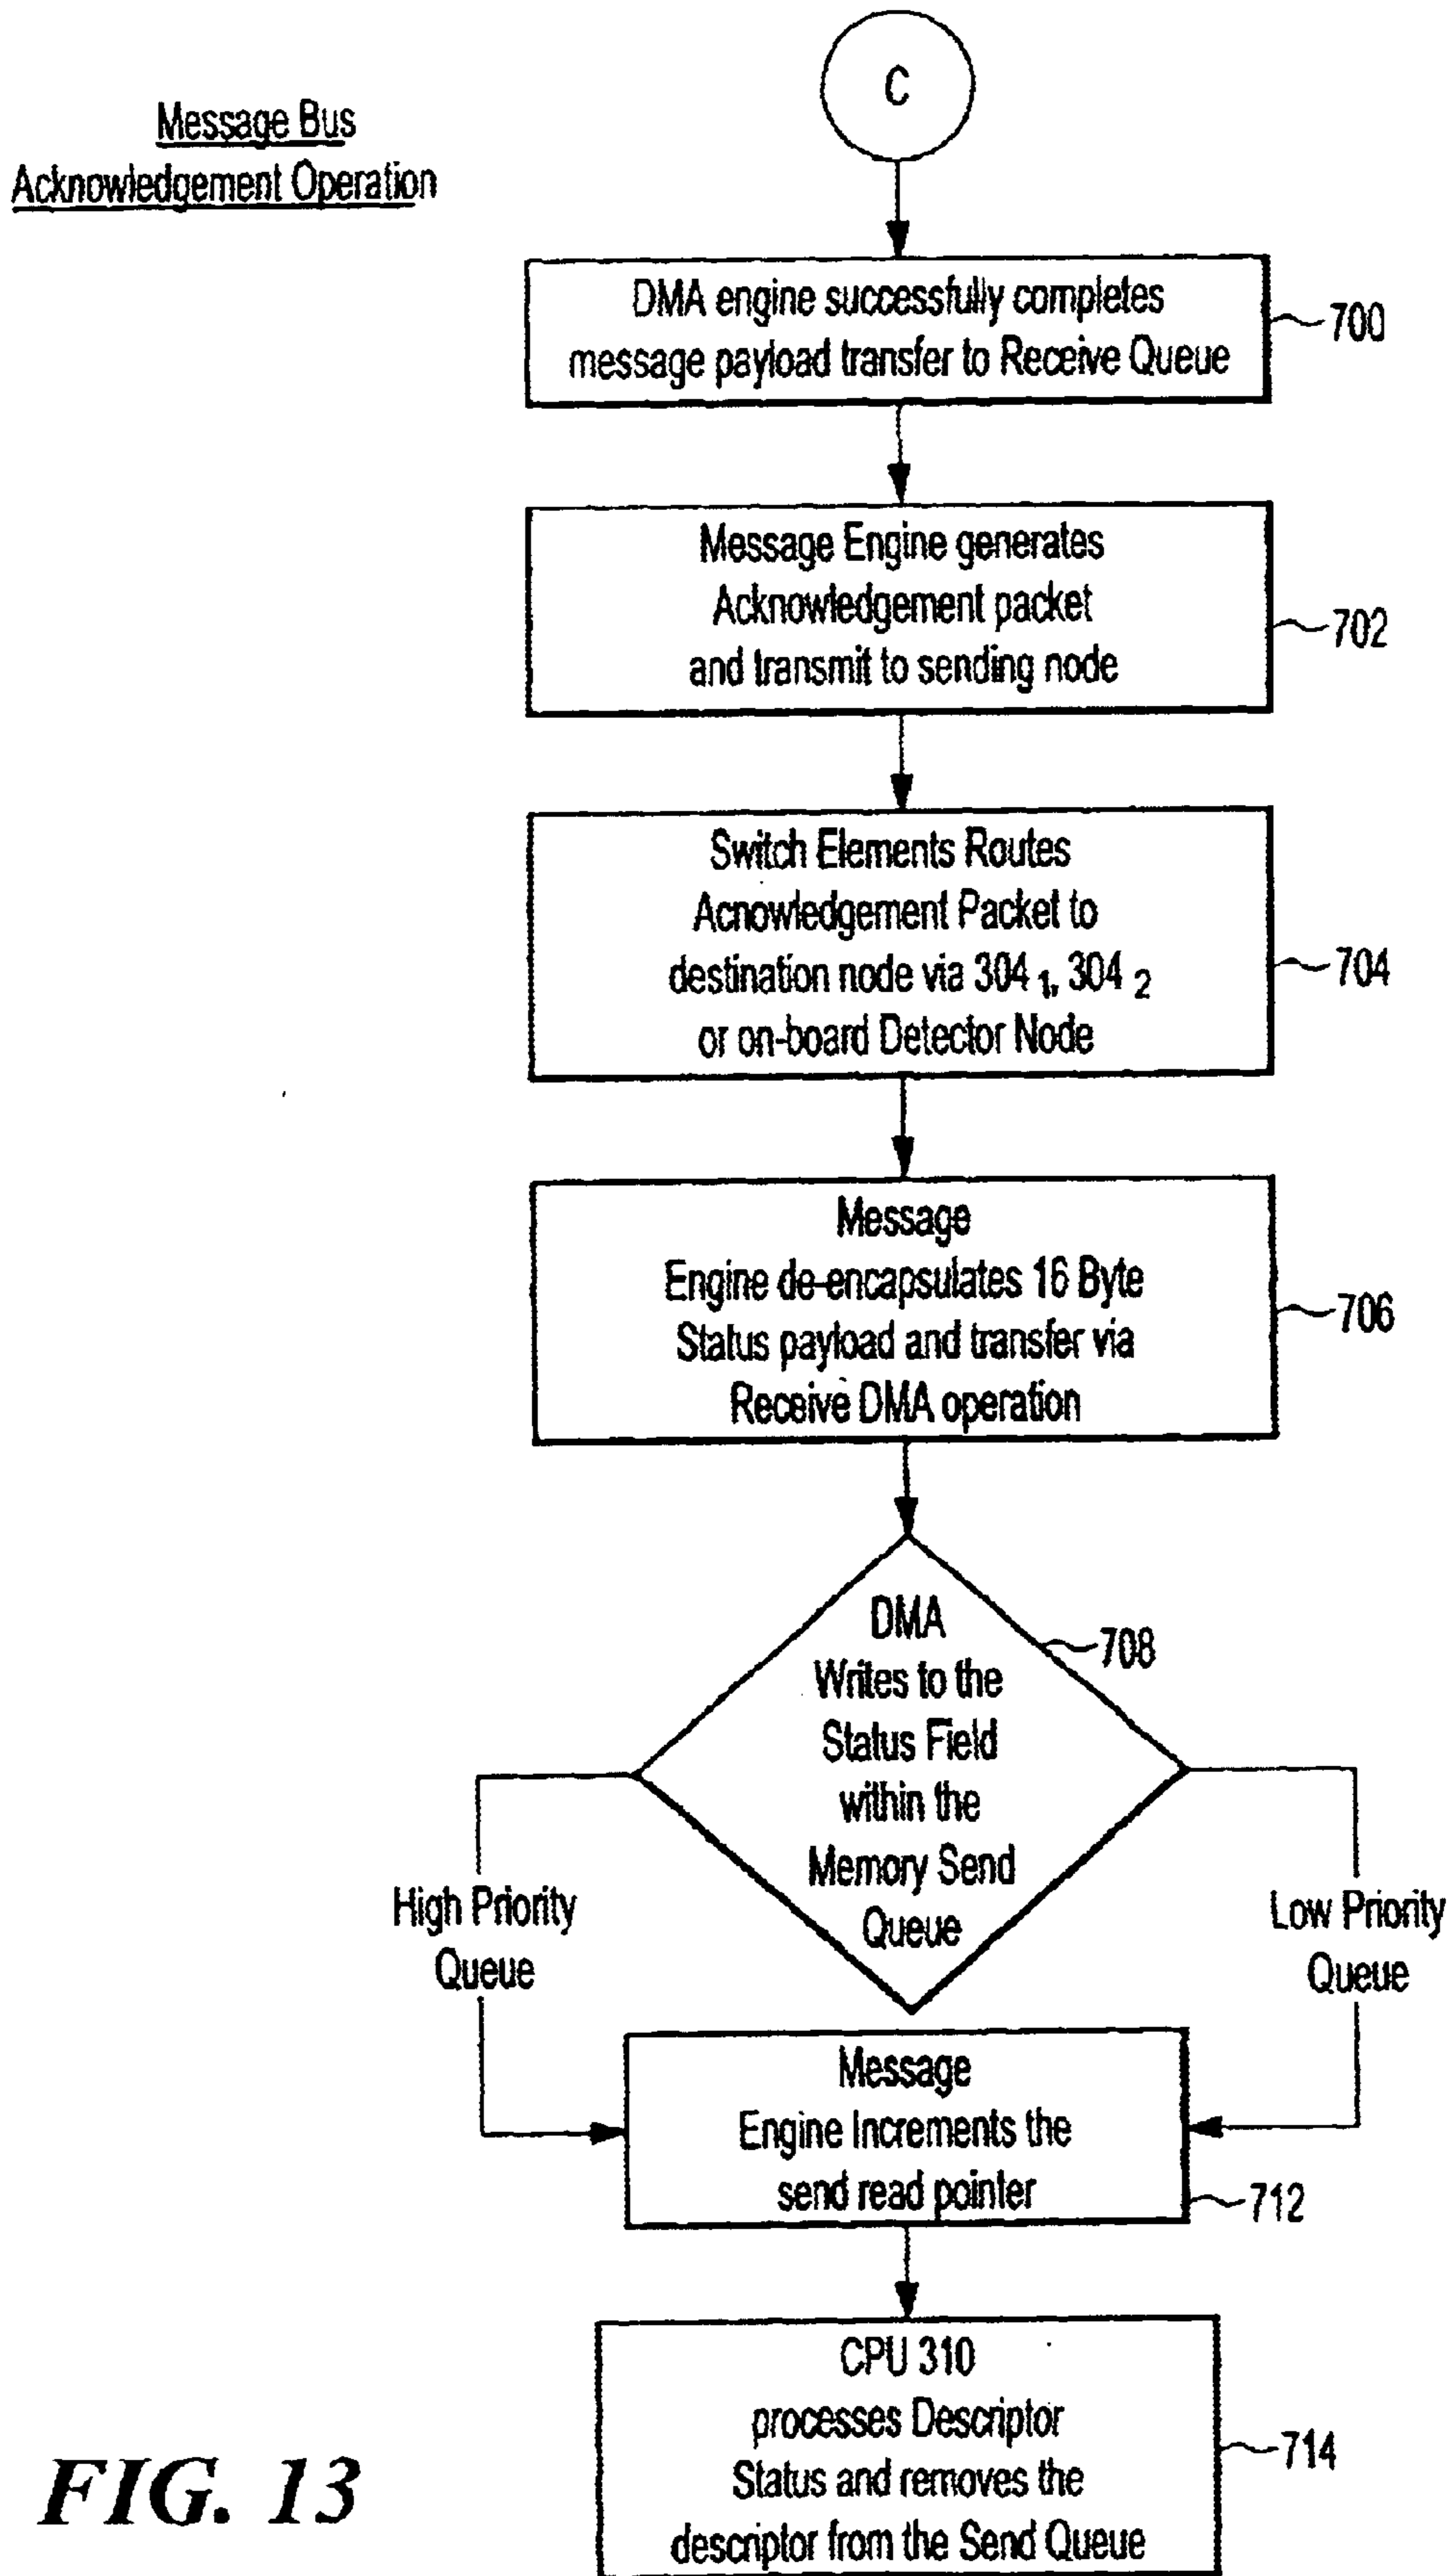 Message Bus
Acknowledgement Operation
C
DMA engine successfully completes
message payload transfer to Receive Queue
700
Message Engine generates
Acknowledgement packet
and transmit to sending node
702
Switch Elements Routes
Acnowledgement Packet to
destination node via 304 1, 304 2
or on-board Detector Node
704
Message
Engine de-encapsulates 16 Byte
Status payload and transfer via
Receive DMA operation
706
DMA
Writes to the
Status Field
within the
Memory Send
Queue
708
High Priority
Queue
Low Priority
Queue
Message
Engine Increments the
send read pointer
712
CPU 310
processes Descriptor
Status and removes the
descriptor from the Send Queue
714
FIG. 13